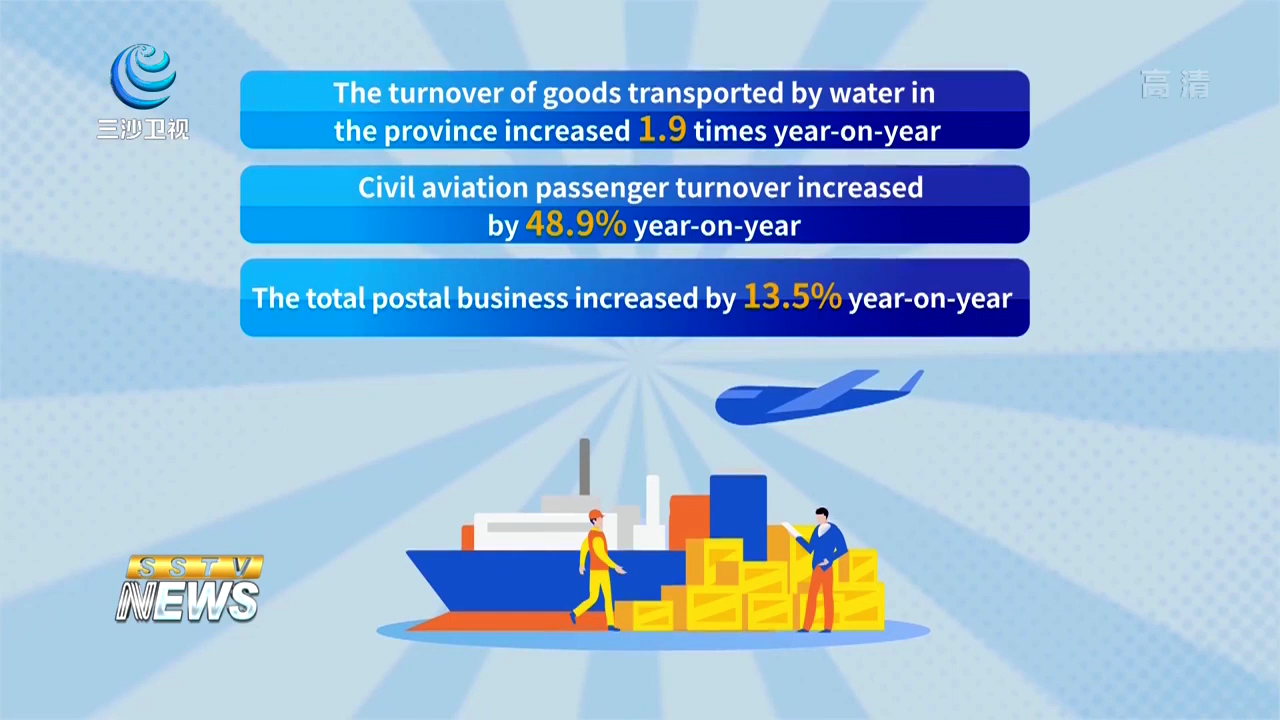 三沙卫视
高清
The turnover of goods transported by water in
the province increased 1.9 times year-on-year
Civil aviation passenger turnover increased
by 48.9% year-on-year
The total postal business increased by 13.5% year-on-year
SSTV
NEWS